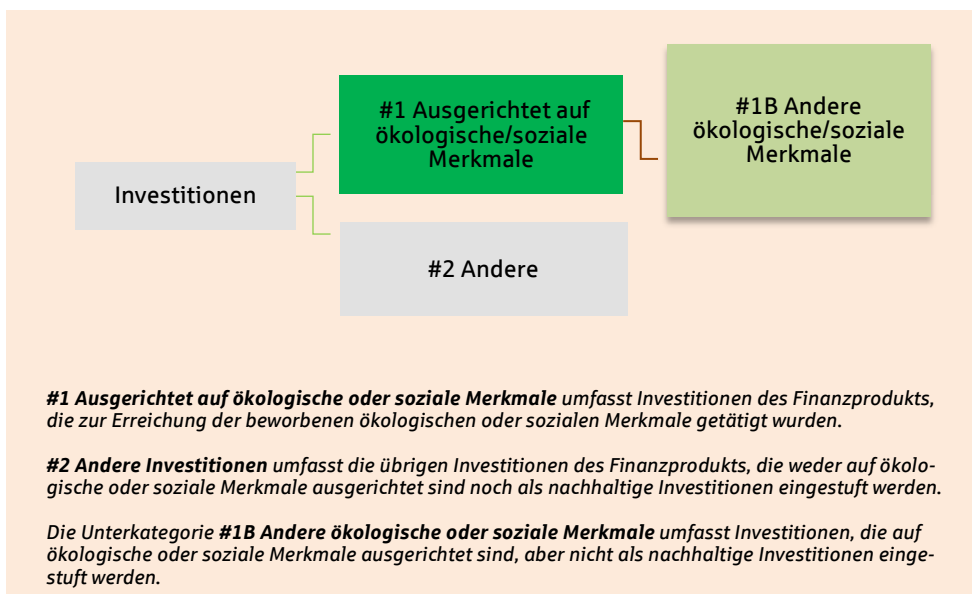 #1 Ausgerichtet auf
ökologische/soziale
Merkmale
#1B Andere
ökologische/soziale
Merkmale
Investitionen
#2 Andere
#1 Ausgerichtet auf ökologische oder soziale Merkmale umfasst Investitionen des Finanzprodukts,
die zur Erreichung der beworbenen ökologischen oder sozialen Merkmale getätigt wurden.
#2 Andere Investitionen umfasst die übrigen Investitionen des Finanzprodukts, die weder auf ökolo-
gische oder soziale Merkmale ausgerichtet sind noch als nachhaltige Investitionen eingestuft werden.
Die Unterkategorie #1B Andere ökologische oder soziale Merkmale umfasst Investitionen, die auf
ökologische oder soziale Merkmale ausgerichtet sind, aber nicht als nachhaltige Investitionen einge-
stuft werden.